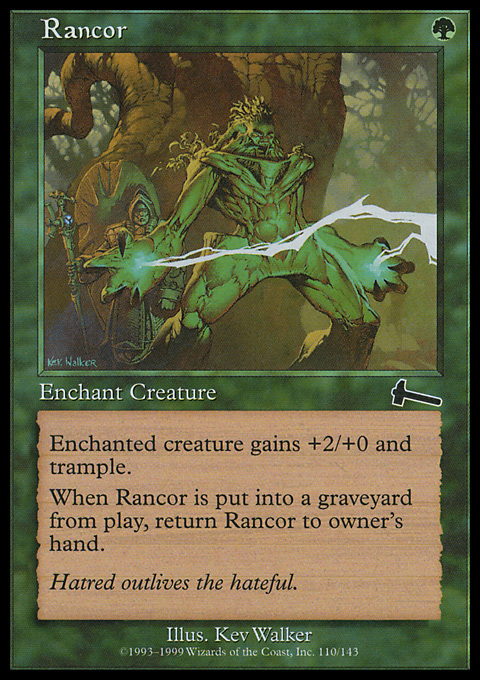 Rancor
Kev Walker
Enchant Creature
Enchanted creature gains +2/+0 and
trample.
When Rancor is put into a graveyard
from play, return Rancor to owner's
hand.
Hatred outlives the hateful.
Illus. Kev Walker
©1993–1999 Wizards of the Coast, Inc. 110/143